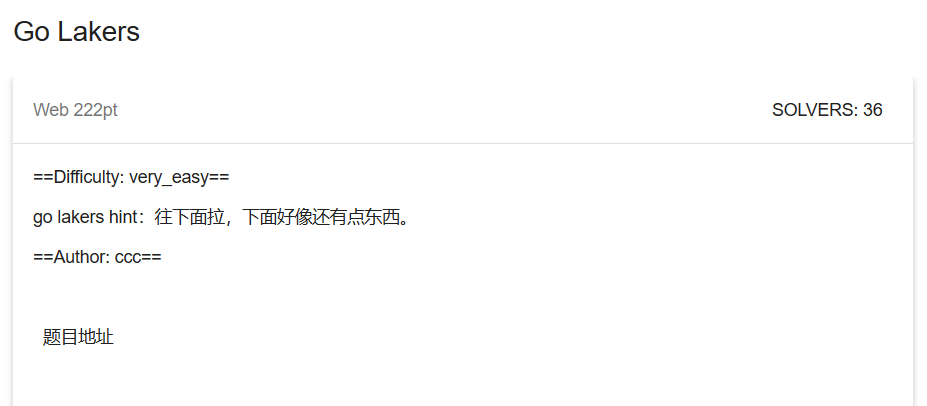 Go Lakers
Web 222pt
SOLVERS: 36
==Difficulty: very_easy==
go lakers hint：往下面拉，下面好像还有点东西。
==Author: ccc==
题目地址